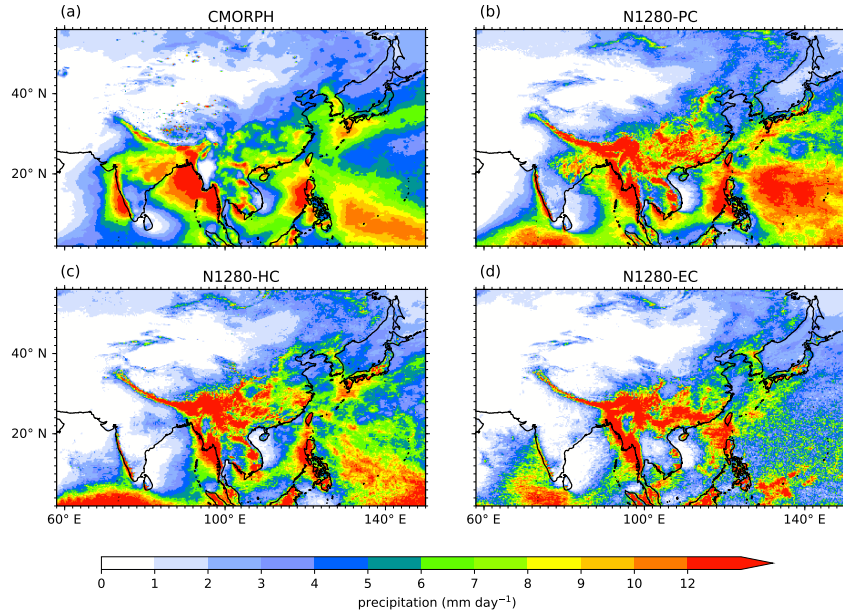 (a) CMORPH (b) N1280-PC
40° N
20° N
(c) N1280-HC (d) N1280-EC
40° N
20° N
60° E 100° E 140° E 60° E 100° E 140° E
0 1 2 3 4 5 6 7 8 9 10 12
precipitation (mm day⁻¹)